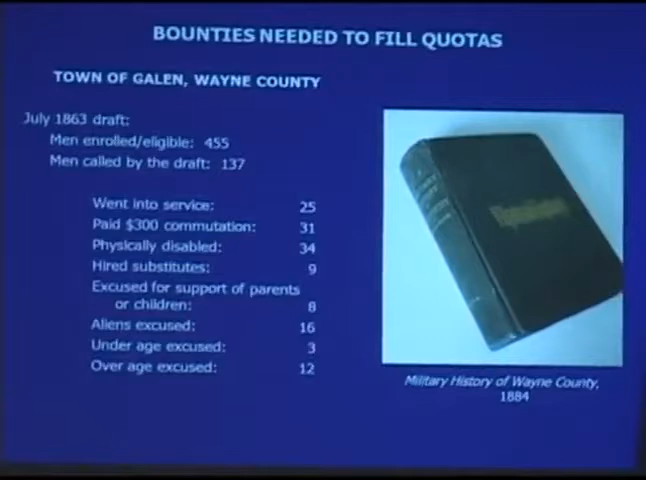 BOUNTIES NEEDED TO FILL QUOTAS
TOWN OF GALEN, WAYNE COUNTY
July 1863 draft:
Men enrolled/eligible: 455
Men called by the draft: 137
Went into service: 25
Paid $300 commutation: 31
Physically disabled: 34
Hired substitutes: 9
Excused for support of parents
or children: 8
Aliens excused: 16
Under age excused: 3
Over age excused: 12
Military History of Wayne County,
1884